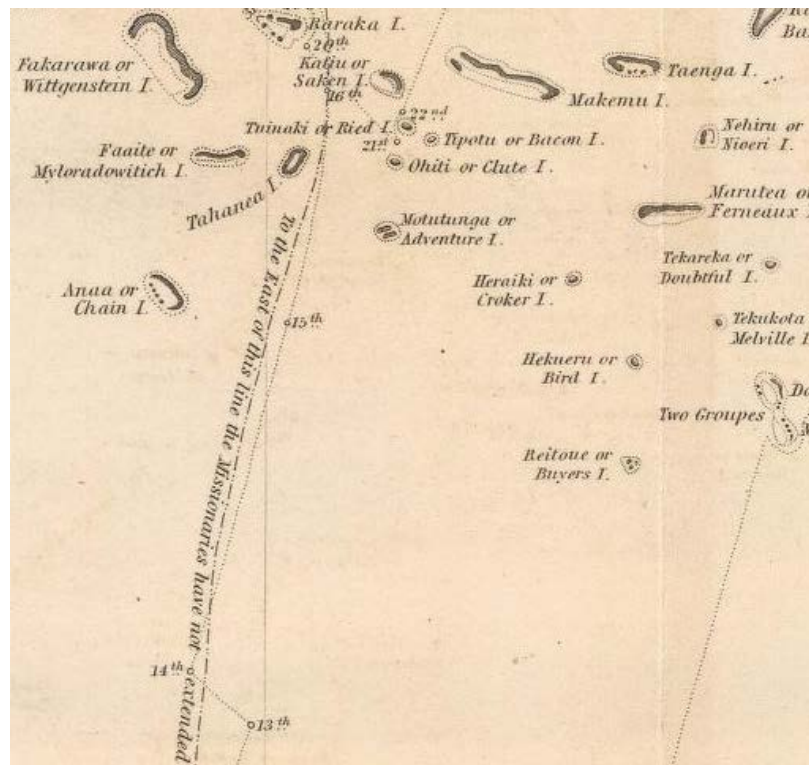 Raraka I.
20th
Fakarawa or
Wittgenstein I.
Katiu or
Saken I.
16th
Makemu I.
Taenga I.
22nd
Tuinaki or Ried I.
21st
Tipotu or Bacon I.
Nehiru or
Nioeri I.
Faaite or
Myloradowititch I.
Ohiti or Clute I.
Tahanea I.
Marutea or
Ferneaux
Motutunga or
Adventure I.
Tekareka or
Doubtful I.
Anaa or
Chain I.
Heraiki or
Croker I.
15th
Tekukota
Melville I
Hekueru or
Bird I.
Two Groupes
Reitoue or
Buyers I.
To the East of this line the Missionaries have not extended
14th
13th